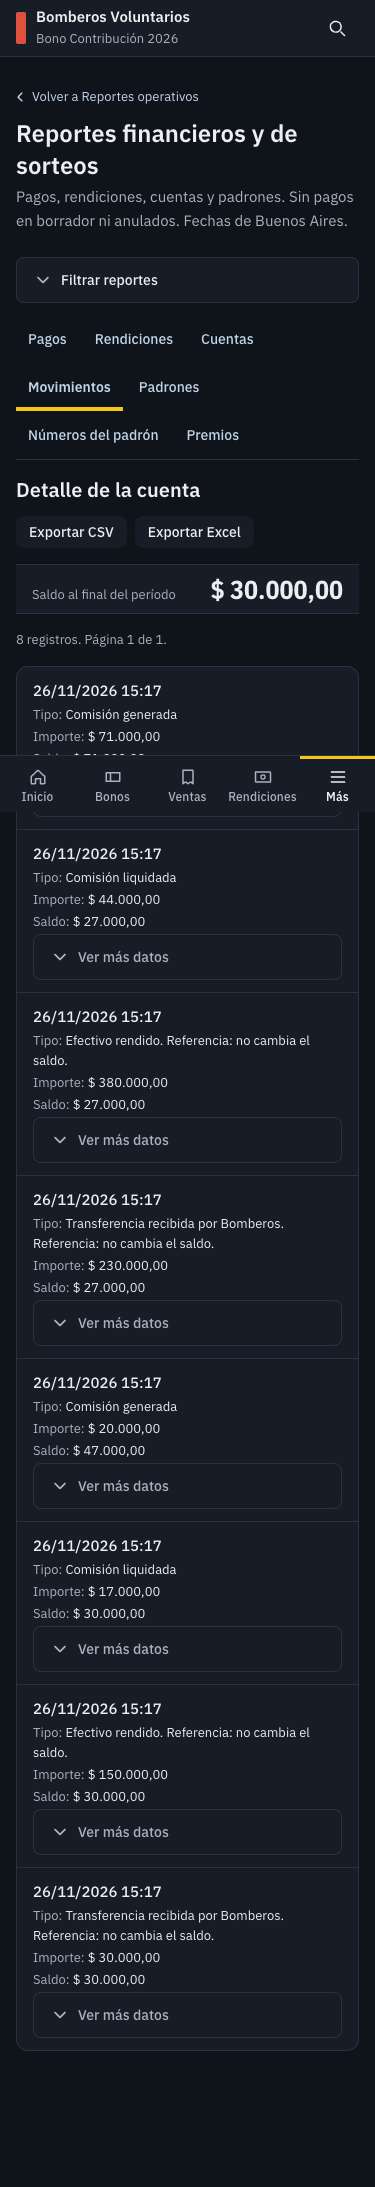 Bomberos Voluntarios
Bono Contribución 2026
Volver a Reportes operativos
Reportes financieros y de
sorteos
Pagos, rendiciones, cuentas y padrones. Sin pagos
en borrador ni anulados. Fechas de Buenos Aires.
Filtrar reportes
Pagos Rendiciones Cuentas
Movimientos Padrones
Números del padrón Premios
Detalle de la cuenta
Exportar CSV Exportar Excel
Saldo al final del período $ 30.000,00
8 registros. Página 1 de 1.
26/11/2026 15:17
Tipo: Comisión generada
Importe: $ 71.000,00
Inicio Bonos Ventas Rendiciones Más
26/11/2026 15:17
Tipo: Comisión liquidada
Importe: $ 44.000,00
Saldo: $ 27.000,00
Ver más datos
26/11/2026 15:17
Tipo: Efectivo rendido. Referencia: no cambia el
saldo.
Importe: $ 380.000,00
Saldo: $ 27.000,00
Ver más datos
26/11/2026 15:17
Tipo: Transferencia recibida por Bomberos.
Referencia: no cambia el saldo.
Importe: $ 230.000,00
Saldo: $ 27.000,00
Ver más datos
26/11/2026 15:17
Tipo: Comisión generada
Importe: $ 20.000,00
Saldo: $ 47.000,00
Ver más datos
26/11/2026 15:17
Tipo: Comisión liquidada
Importe: $ 17.000,00
Saldo: $ 30.000,00
Ver más datos
26/11/2026 15:17
Tipo: Efectivo rendido. Referencia: no cambia el
saldo.
Importe: $ 150.000,00
Saldo: $ 30.000,00
Ver más datos
26/11/2026 15:17
Tipo: Transferencia recibida por Bomberos.
Referencia: no cambia el saldo.
Importe: $ 30.000,00
Saldo: $ 30.000,00
Ver más datos